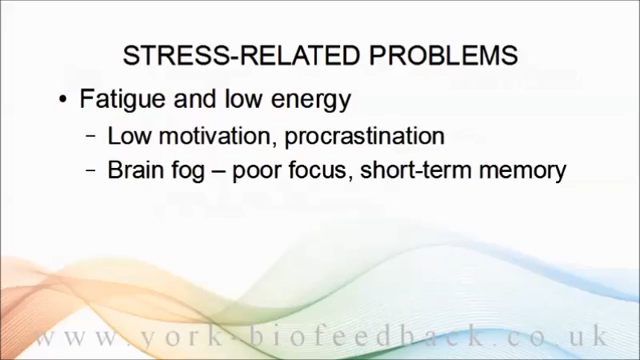 STRESS-RELATED PROBLEMS
• Fatigue and low energy
– Low motivation, procrastination
– Brain fog – poor focus, short-term memory
www.york-biofeedback.co.uk